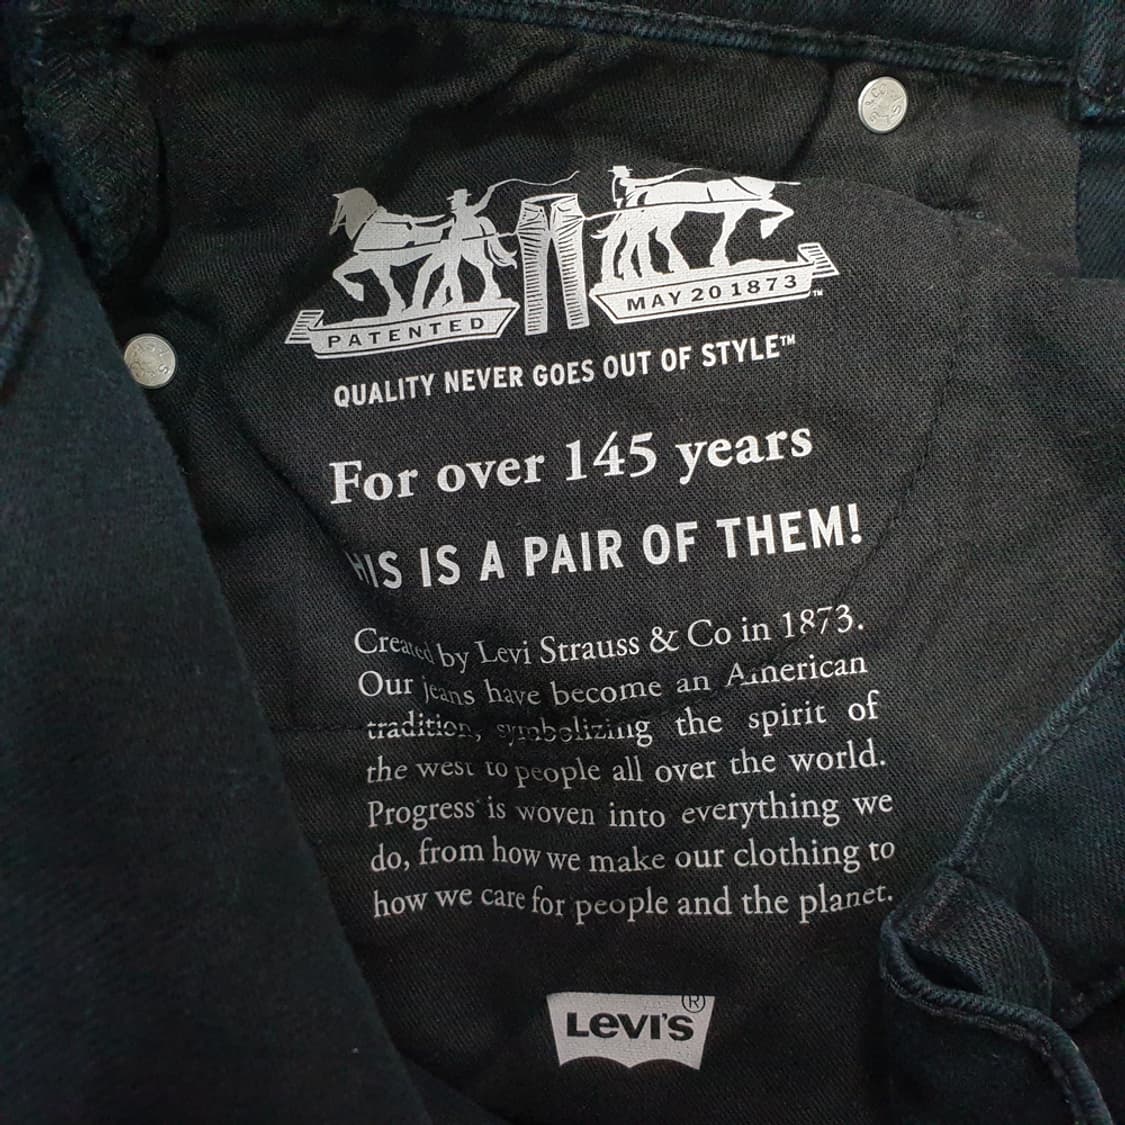 PATENTED
MAY 20 1873™
QUALITY NEVER GOES OUT OF STYLE™
For over 145 years
HIS IS A PAIR OF THEM!
Created by Levi Strauss & Co in 1873.
Our jeans have become an American
tradition, symbolizing the spirit of
the west to people all over the world.
Progress is woven into everything we
do, from how we make our clothing to
how we care for people and the planet.
LEVI'S®